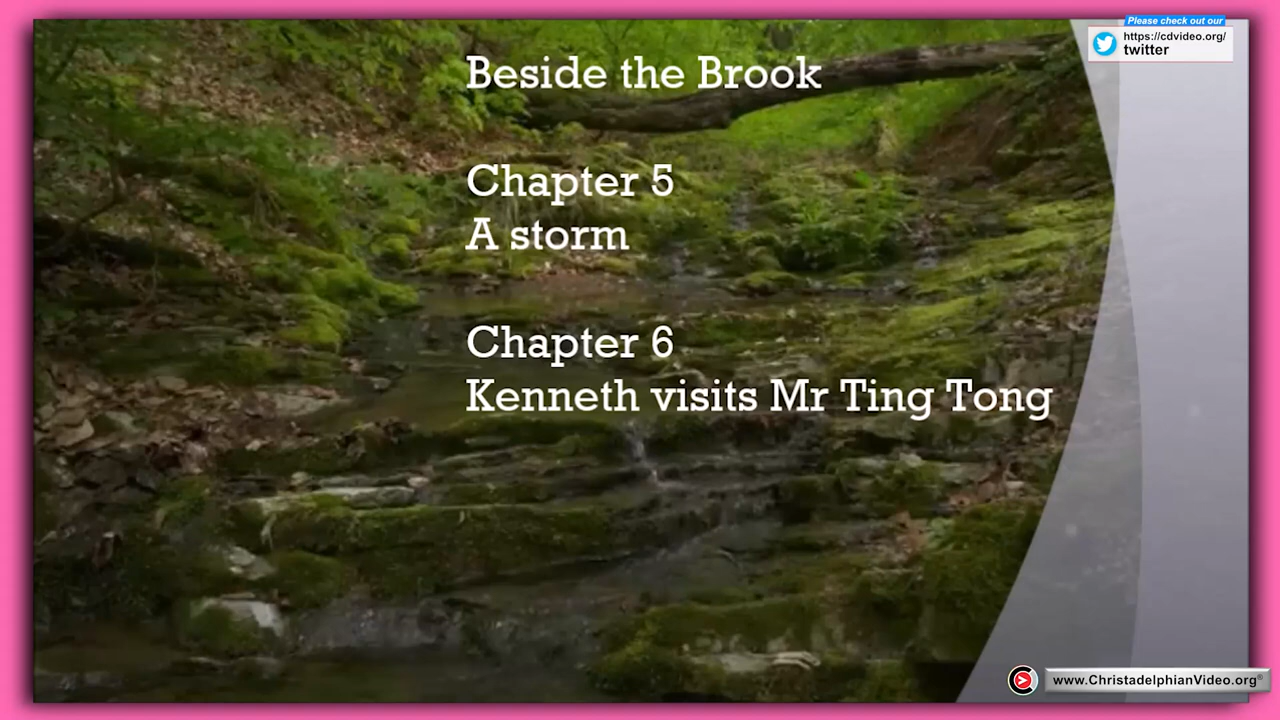 Please check out our
https://cdvideo.org/
twitter
Beside the Brook
Chapter 5
A storm
Chapter 6
Kenneth visits Mr Ting Tong
www.ChristadelphianVideo.org®